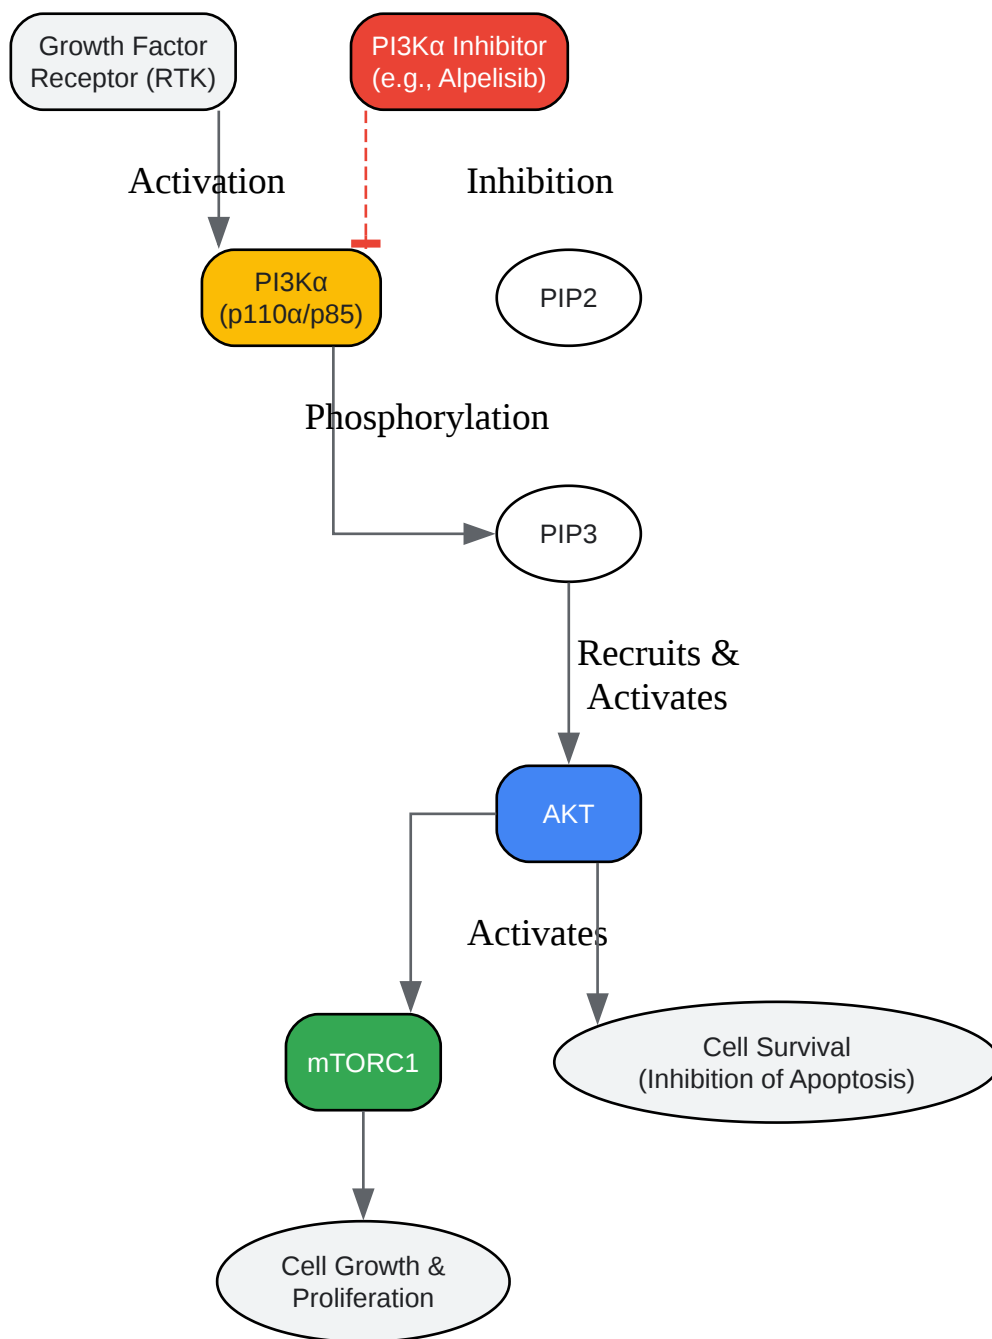 Growth Factor
Receptor (RTK)
PI3Kα Inhibitor
(e.g., Alpelisib)
Activation
Inhibition
PI3Kα
(p110α/p85)
PIP2
Phosphorylation
PIP3
Recruits &
Activates
AKT
Activates
mTORC1
Cell Survival
(Inhibition of Apoptosis)
Cell Growth &
Proliferation